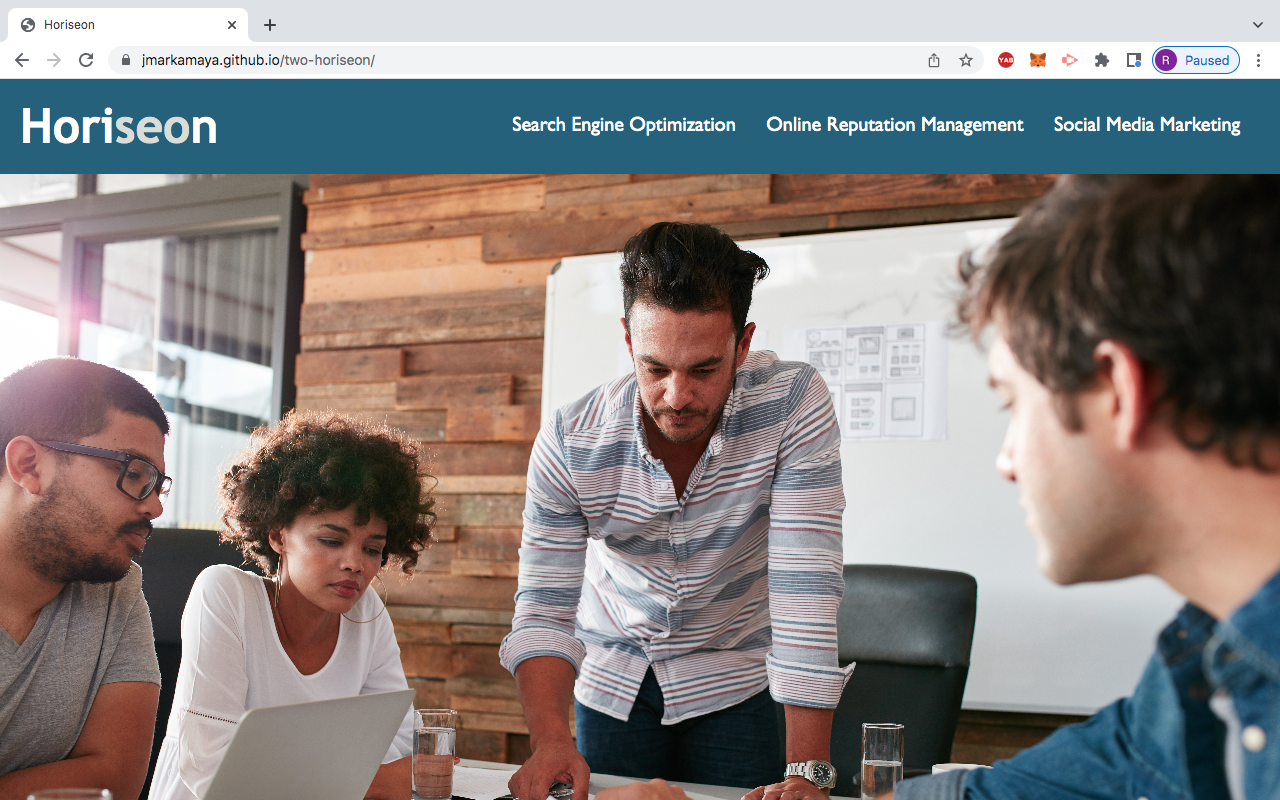 Horiseon
jmarkamaya.github.io/two-horiseon/
YAB
R Paused
Horiseon
Search Engine Optimization Online Reputation Management Social Media Marketing